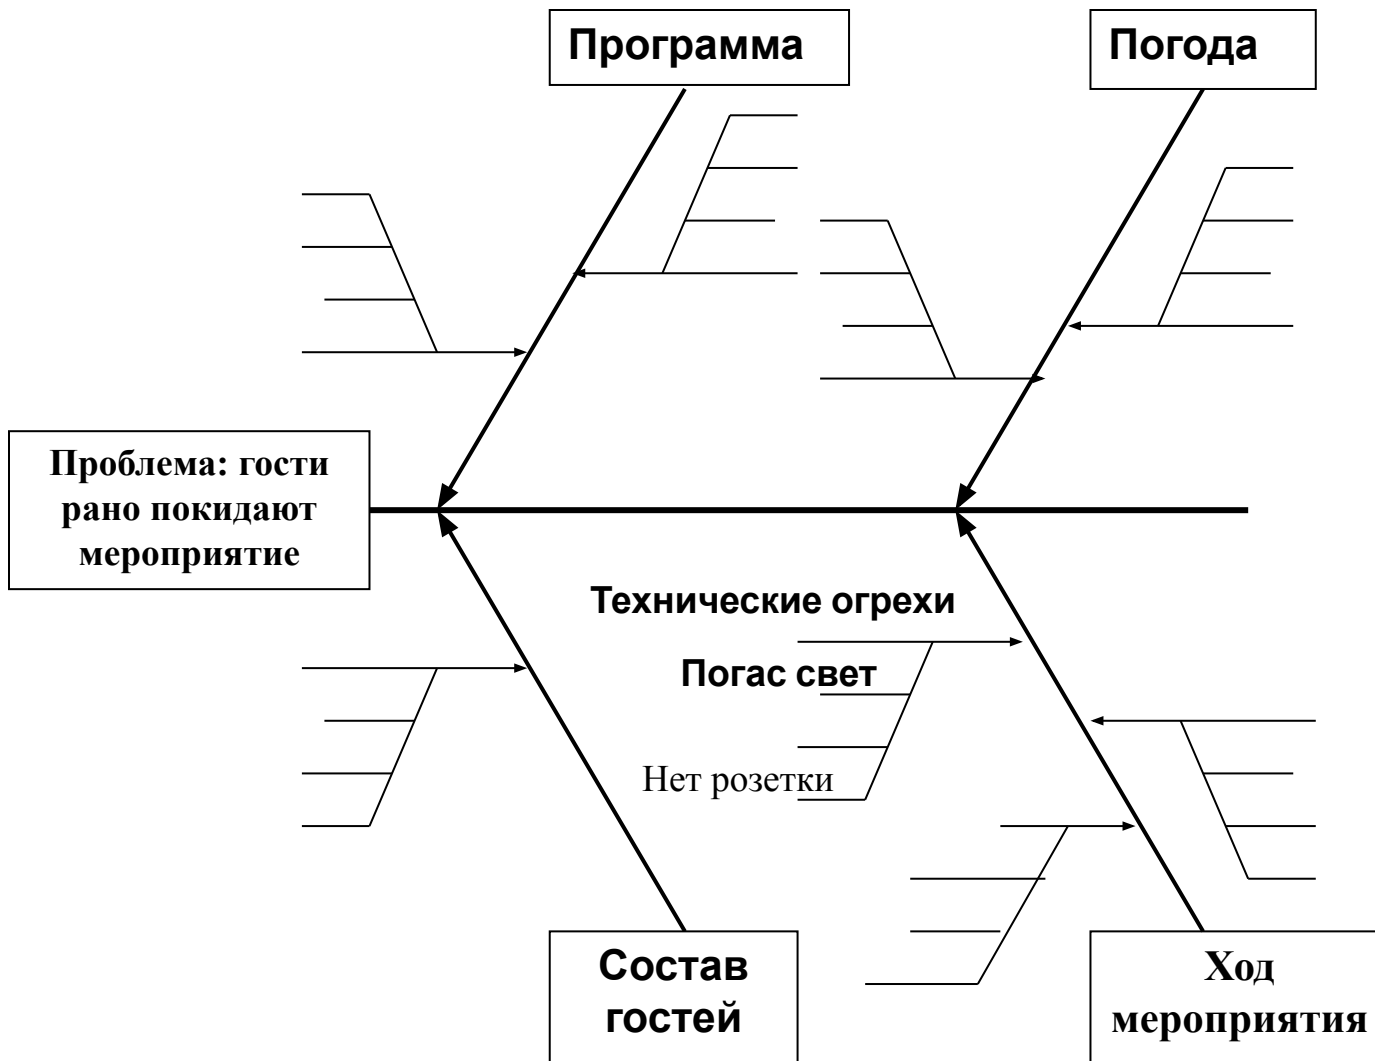 Программа
Погода
Проблема: гости
рано покидают
мероприятие
Технические огрехи
Погас свет
Нет розетки
Состав
гостей
Ход
мероприятия